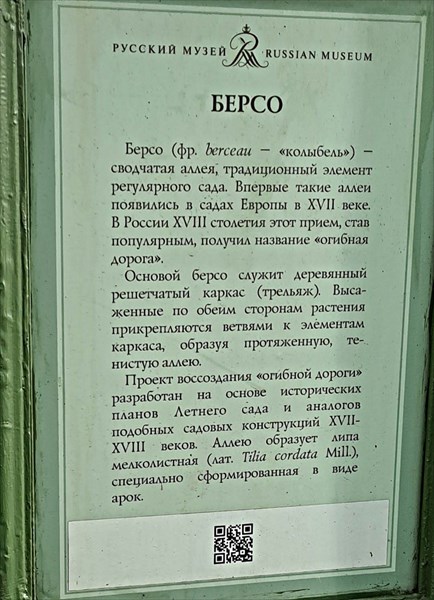 РУССКИЙ МУЗЕЙ RUSSIAN MUSEUM
БЕРСО
Берсо (фр. berceau – «колыбель») –
сводчатая аллея, традиционный элемент
регулярного сада. Впервые такие аллеи
появились в садах Европы в XVII веке.
В России XVIII столетия этот прием, став
популярным, получил название «огибная
дорога».
Основой берсо служит деревянный
решетчатый каркас (трельяж). Выса-
женные по обеим сторонам растения
прикрепляются ветвями к элементам
каркаса, образуя протяженную, те-
нистую аллею.
Проект воссоздания «огибной дороги»
разработан на основе исторических
планов Летнего сада и аналогов
подобных садовых конструкций XVII-
XVIII веков. Аллею образует липа
мелколистная (лат. Tilia cordata Mill.),
специально сформированная в виде
арок.